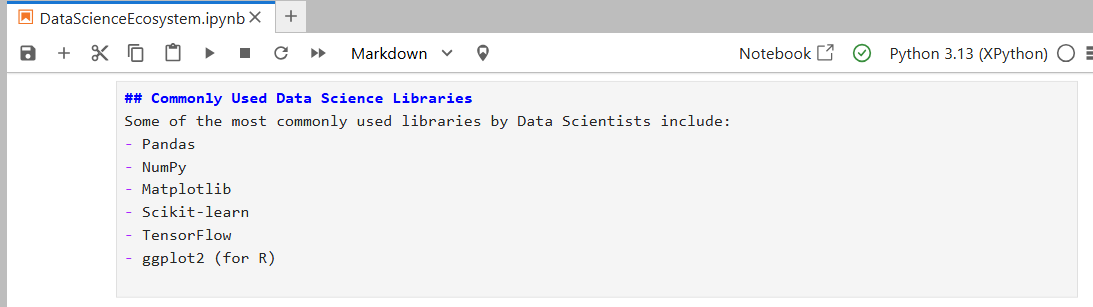 DataScienceEcosystem.ipynb
Markdown Notebook Python 3.13 (XPython)
## Commonly Used Data Science Libraries
Some of the most commonly used libraries by Data Scientists include:
- Pandas
- NumPy
- Matplotlib
- Scikit-learn
- TensorFlow
- ggplot2 (for R)